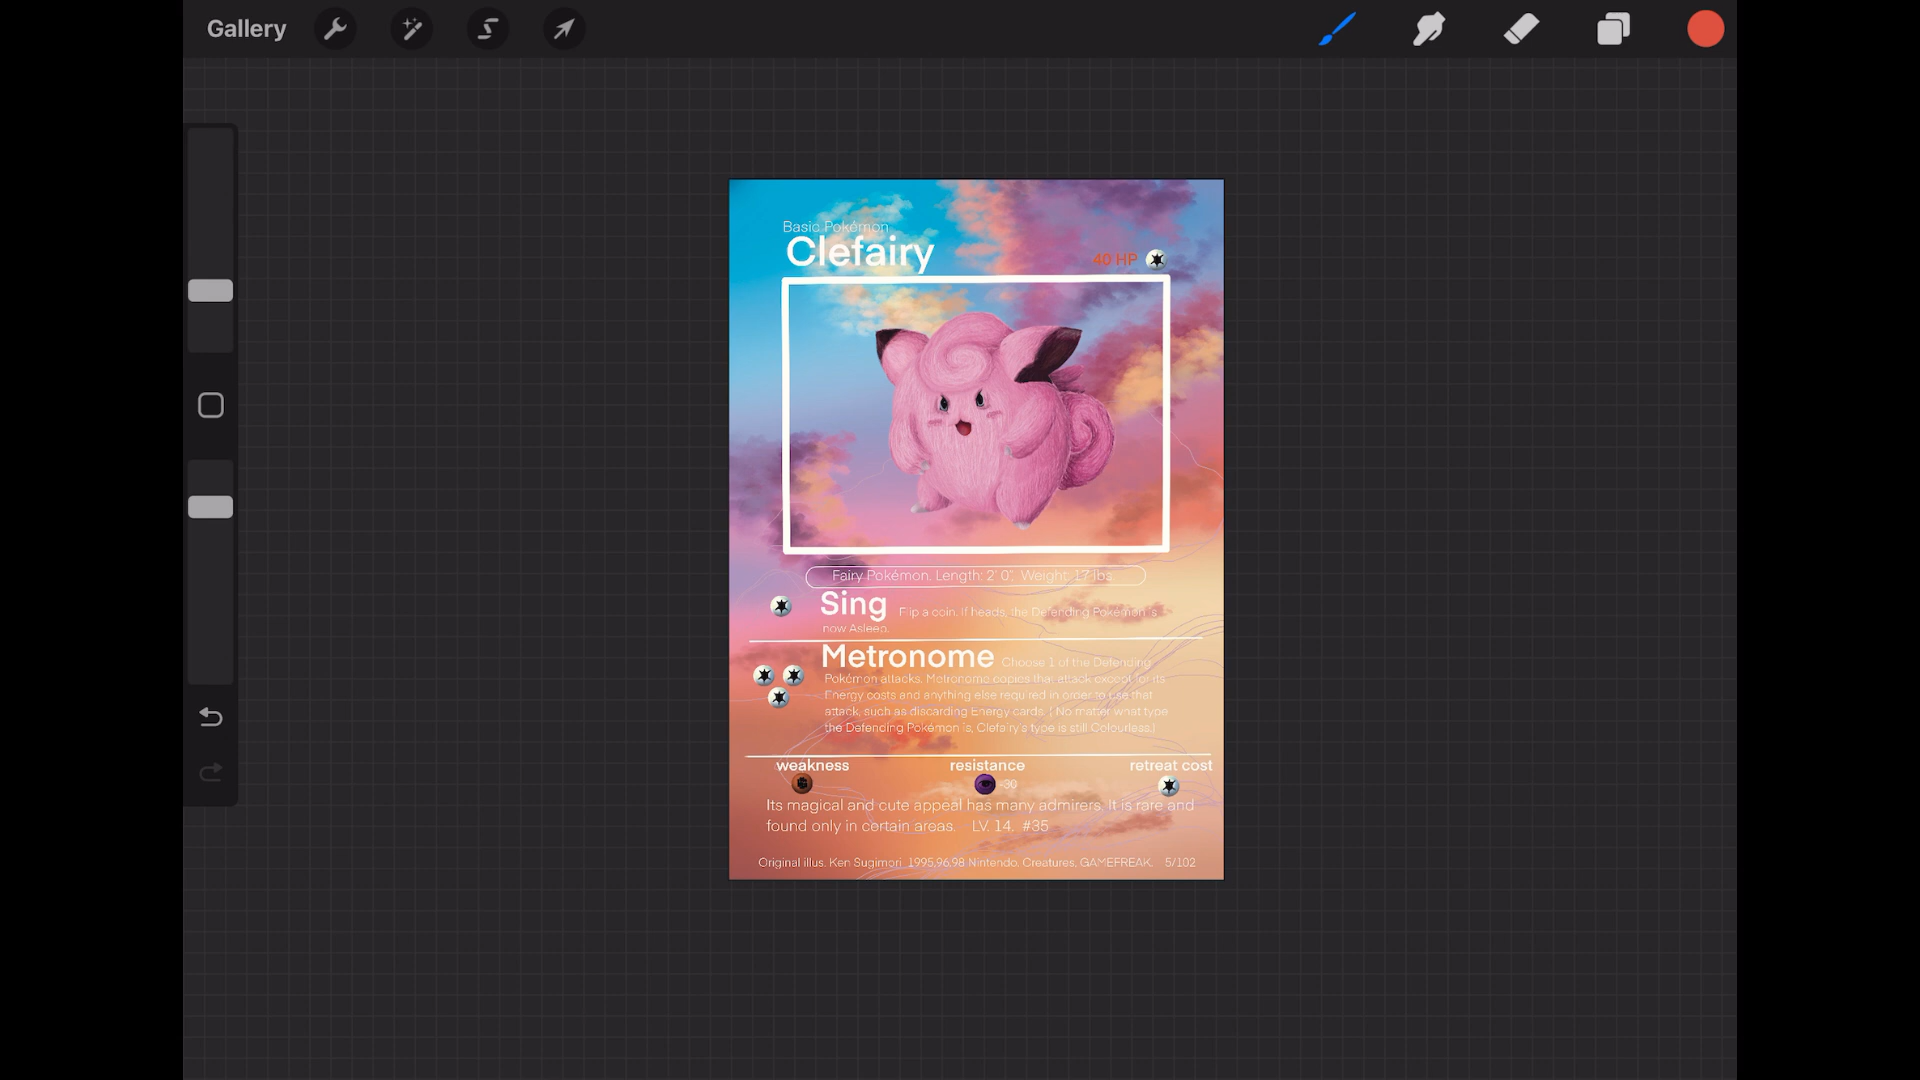 Gallery
Basic Pokémon
Clefairy
40 HP
Fairy Pokémon. Length: 2' 0". Weight: 17 lbs
Sing Flip a coin. If heads, the Defending Pokémon is
now Asleep.
Metronome Choose 1 of the Defending
Pokémon attacks. Metronome copies that attack except for its
Energy costs and anything else required in order to use that
attack, such as discarding Energy cards. ( No matter what type
the Defending Pokémon is, Clefairy's type is still Colourless.)
weakness resistance retreat cost
-30
Its magical and cute appeal has many admirers. It is rare and
found only in certain areas. LV. 14. #35
Original illus. Ken Sugimori 1995,96,98 Nintendo, Creatures, GAMEFREAK. 5/102